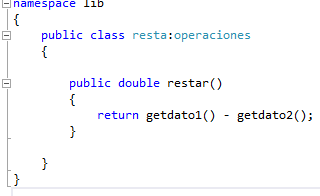 namespace lib
{
public class resta:operaciones
{
public double restar()
{
return getdato1() - getdato2();
}
}
}